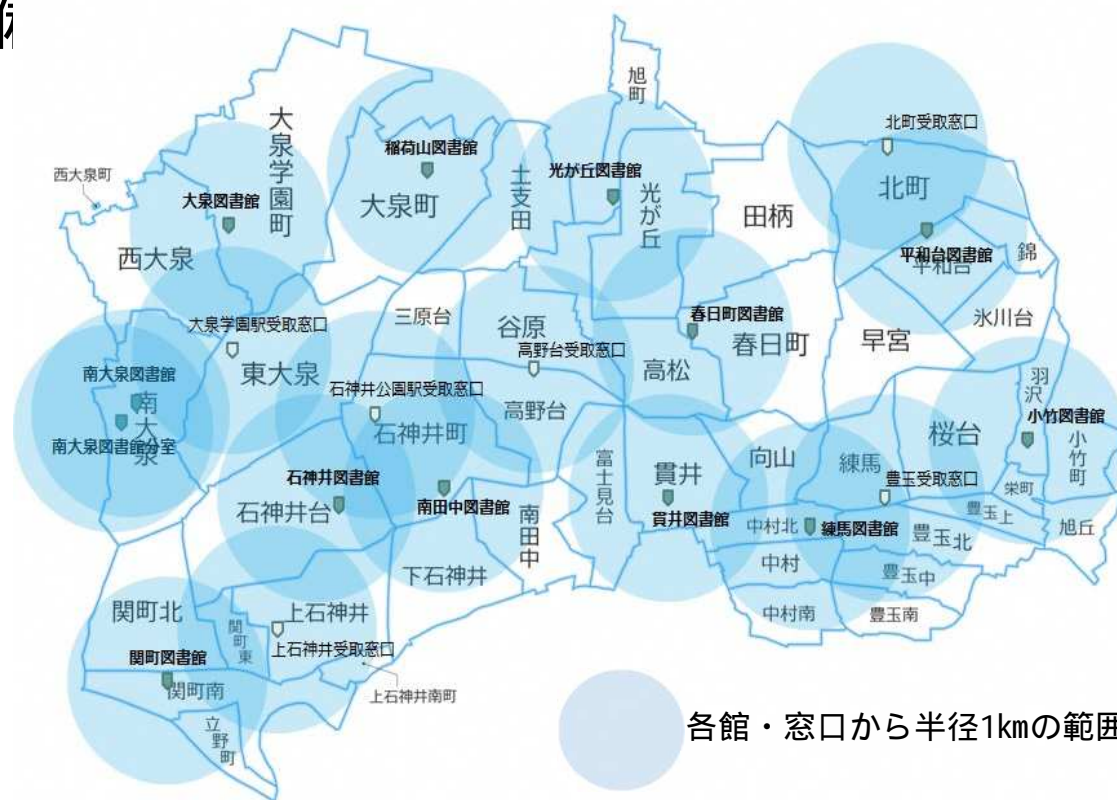 旭町
大泉学園町
北町受取窓口
稲荷山図書館
光が丘図書館
西大泉町
土支田
光が丘
北町
大泉図書館
大泉町
田柄
平和台図書館
平和台
錦
西大泉
三原台
谷原
春日町図書館
氷川台
大泉学園駅受取窓口
春日町
早宮
高野台受取窓口
南大泉図書館
東大泉
石神井公園駅受取窓口
高松
羽沢
南大泉
高野台
小竹図書館
石神井町
桜台
小竹町
南大泉図書館分室
富士見台
貫井
向山
練馬
石神井図書館
豊玉受取窓口
栄町
石神井台
南田中図書館
南田中
貫井図書館
中村北
練馬図書館
豊玉上
豊玉北
旭丘
中村
下石神井
豊玉中
関町北
上石神井
中村南
豊玉南
関町東
関町図書館
上石神井受取窓口
関町南
上石神井南町
立野町
各館・窓口から半径1kmの範囲